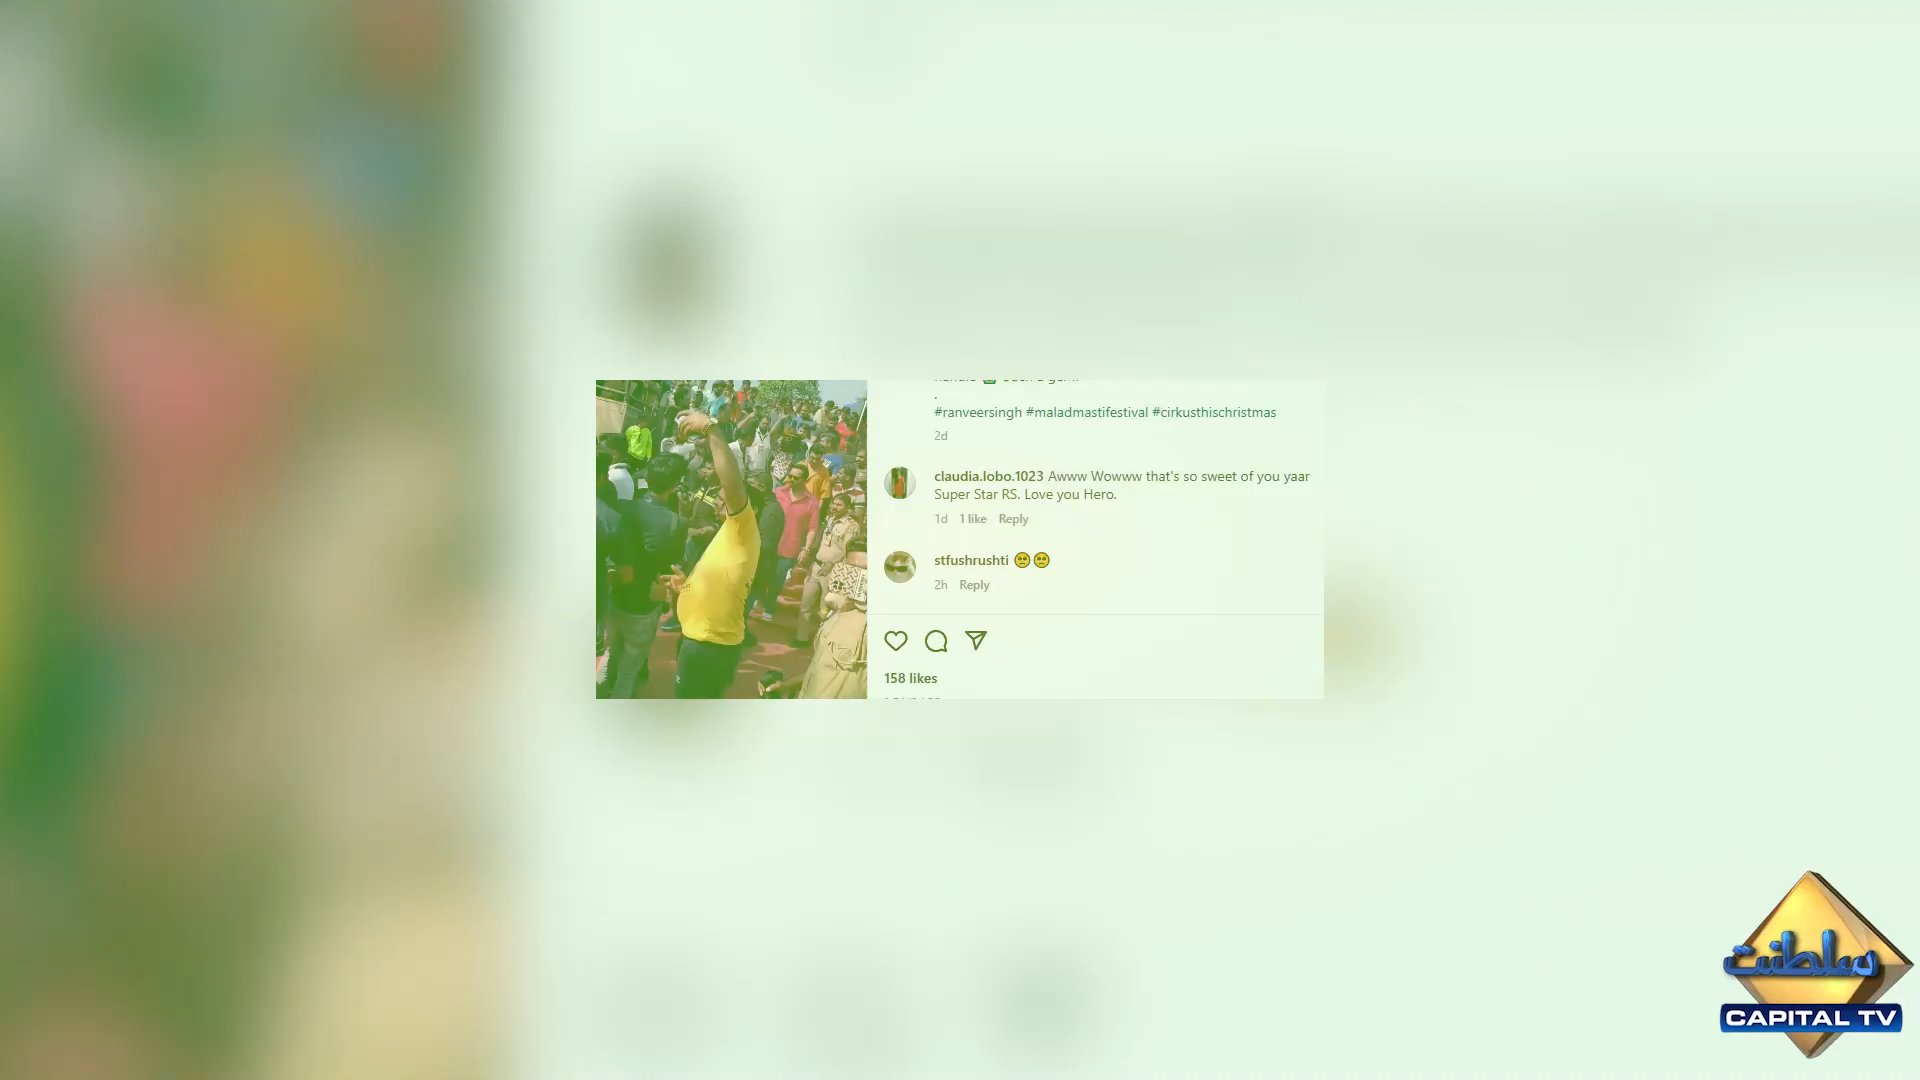 #ranveersingh #maladmastifestival #cirkusthischristmas
2d
claudia.lobo.1023 Awww Wowww that's so sweet of you yaar
Super Star RS. Love you Hero.
1d 1 like Reply
stfushrushti 🥺🥺
2h Reply
158 likes
سلطنت
CAPITAL TV